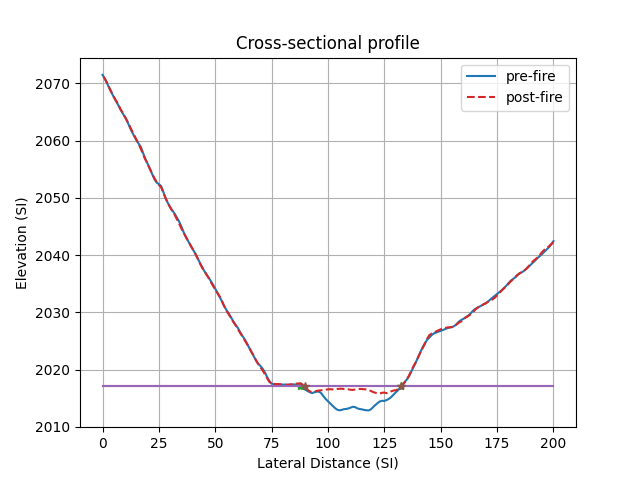 Cross-sectional profile
pre-fire
post-fire
Elevation (SI)
2070
2060
2050
2040
2030
2020
2010
0 25 50 75 100 125 150 175 200
Lateral Distance (SI)